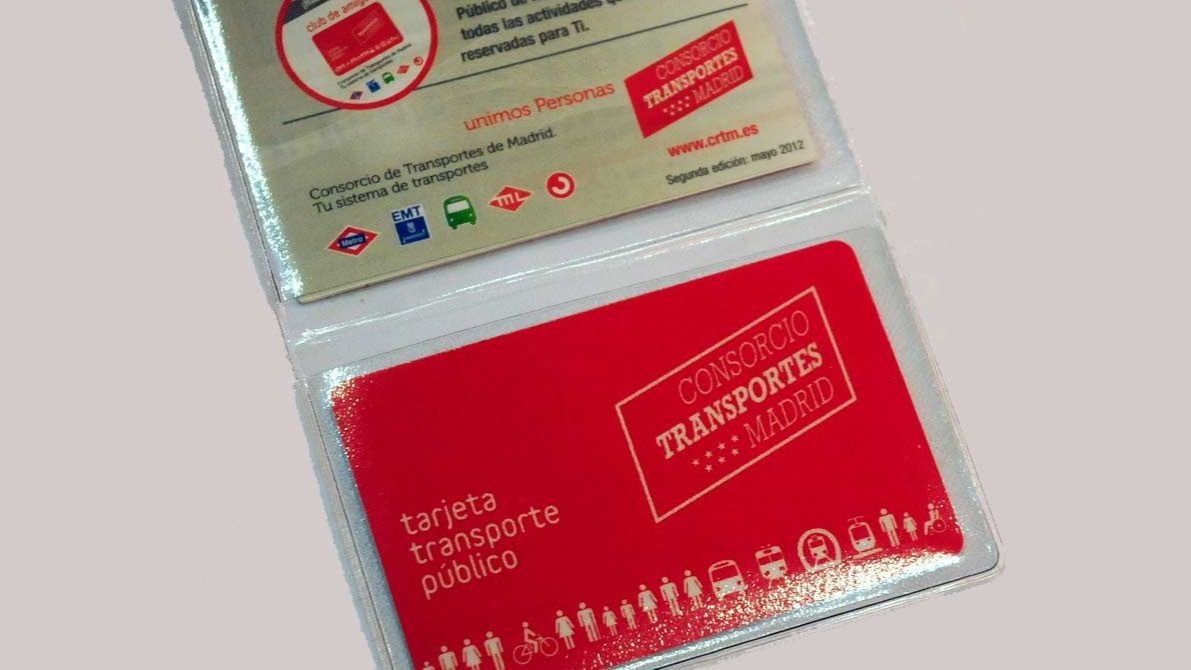 club de amigos
Público de
todas las actividades
reservadas para Ti.
CONSORCIO
TRANSPORTES
MADRID
unimos Personas
www.crtm.es
Consorcio de Transportes de Madrid.
Tu sistema de transportes
Segunda edición: mayo 2012
Metro
EMT
ML
CONSORCIO
TRANSPORTES
MADRID
tarjeta
transporte
público